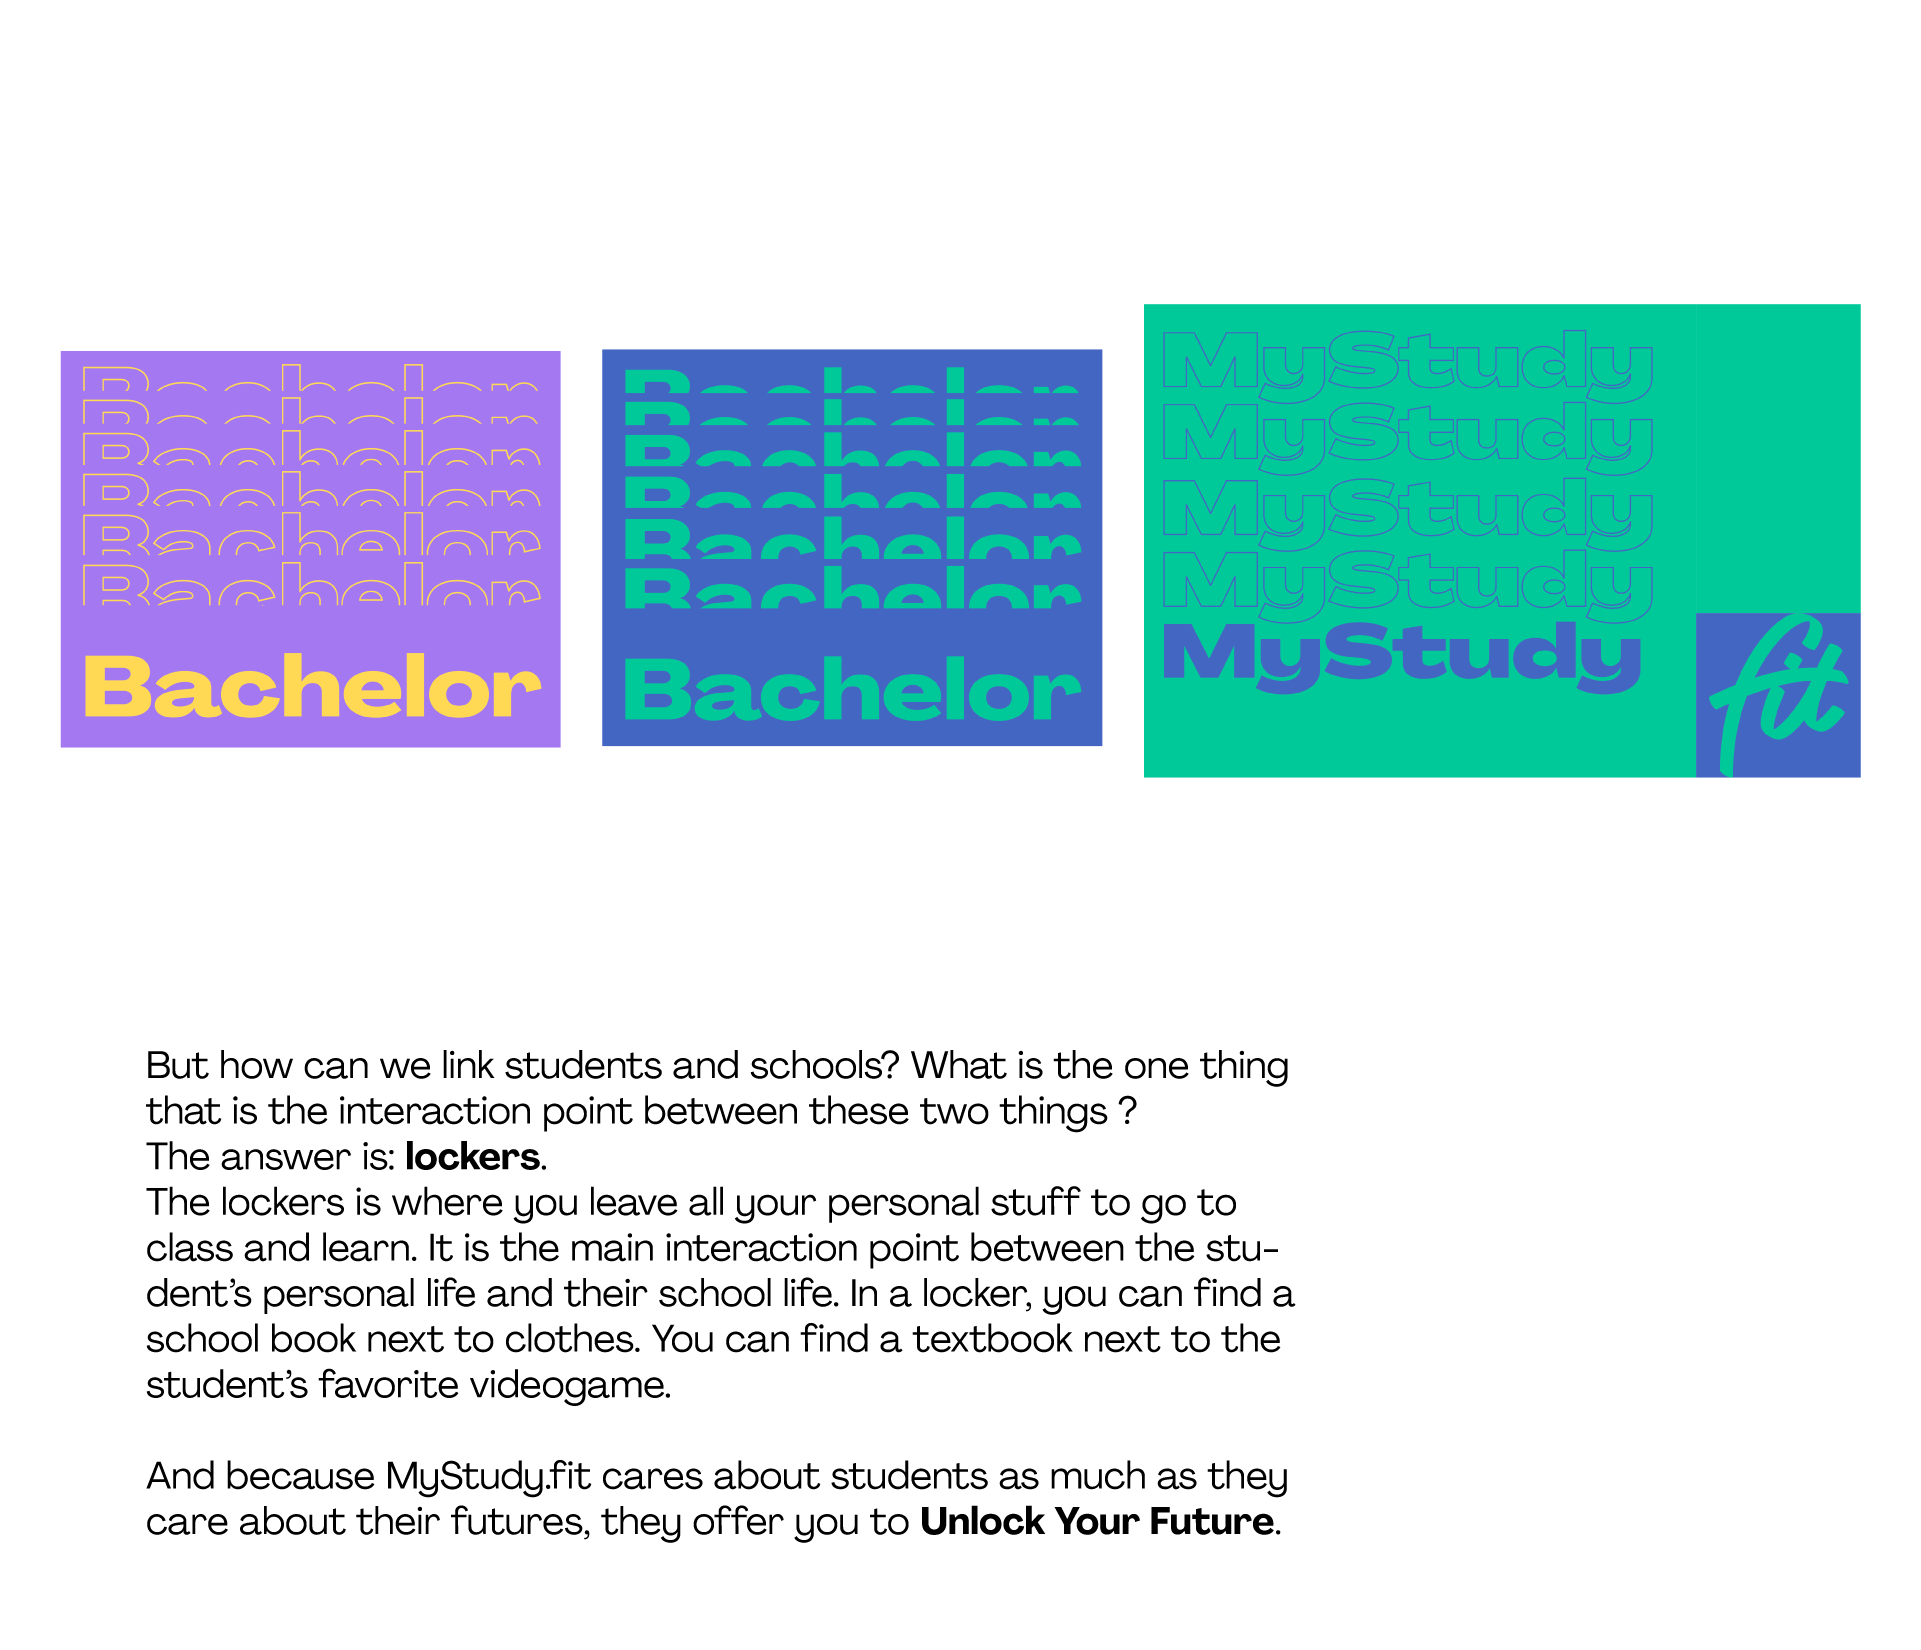 Bachelor
Bachelor
Bachelor
Bachelor
Bachelor
Bachelor
Bachelor
Bachelor
Bachelor
Bachelor
Bachelor
Bachelor
Bachelor
Bachelor
MyStudy
MyStudy
MyStudy
MyStudy
MyStudy
fit
But how can we link students and schools? What is the one thing
that is the interaction point between these two things ?
The answer is: lockers.
The lockers is where you leave all your personal stuff to go to
class and learn. It is the main interaction point between the stu-
dent’s personal life and their school life. In a locker, you can find a
school book next to clothes. You can find a textbook next to the
student’s favorite videogame.
And because MyStudy.fit cares about students as much as they
care about their futures, they offer you to Unlock Your Future.